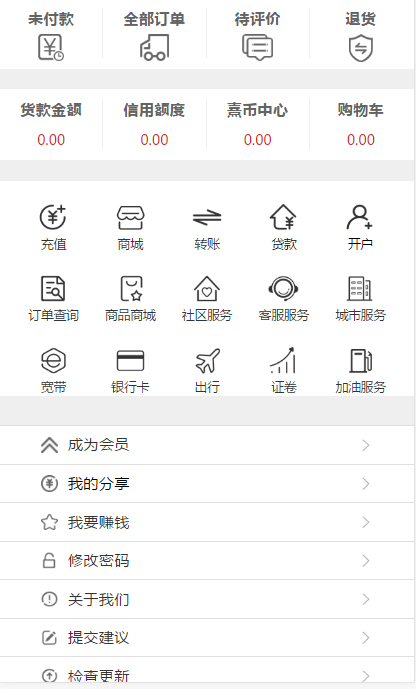 未付款 全部订单 待评价 退货
货款金额 信用额度 熹币中心 购物车
0.00 0.00 0.00 0.00
充值 商城 转账 贷款 开户
订单查询 商品商城 社区服务 客服服务 城市服务
宽带 银行卡 出行 证卷 加油服务
成为会员
我的分享
我要赚钱
修改密码
关于我们
提交建议
检查更新